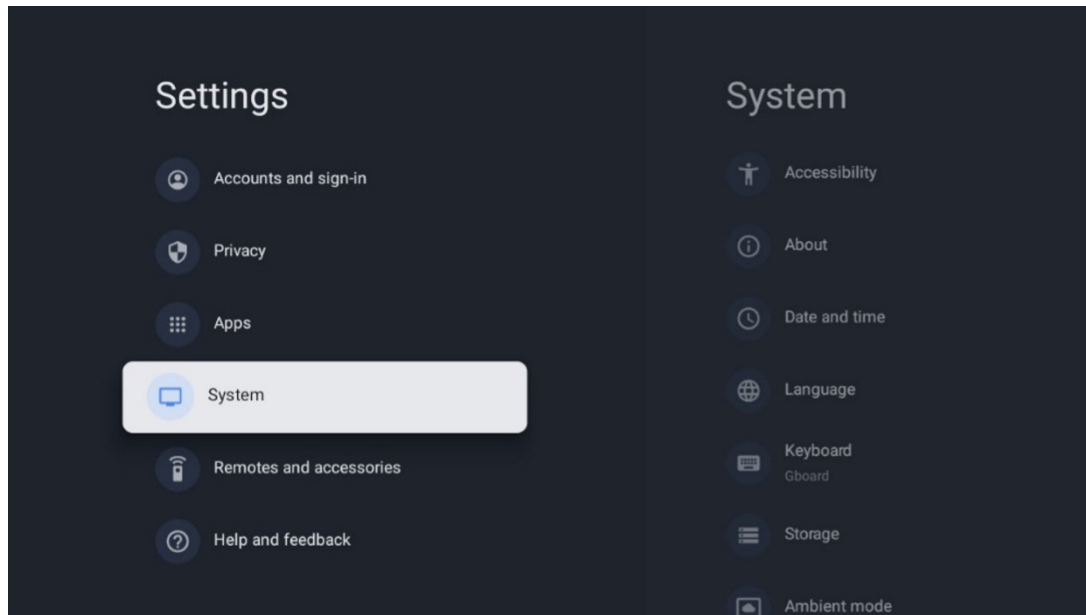 Settings
Accounts and sign-in
Privacy
Apps
System
Remotes and accessories
Help and feedback
System
Accessibility
About
Date and time
Language
Keyboard
Gboard
Storage
Ambient mode